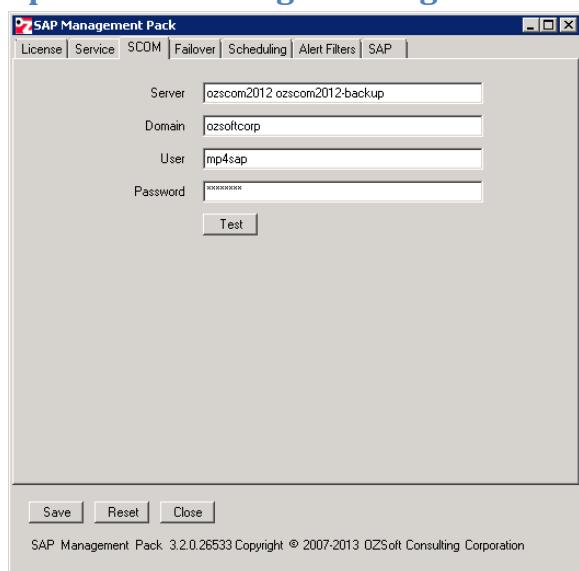 SAP Management Pack
License Service SCOM Failover Scheduling Alert Filters SAP
Server ozscom2012 ozscom2012-backup
Domain ozsoftcorp
User mp4sap
Password ********
Test
Save Reset Close
SAP Management Pack 3.2.0.26533 Copyright © 2007-2013 OZSoft Consulting Corporation